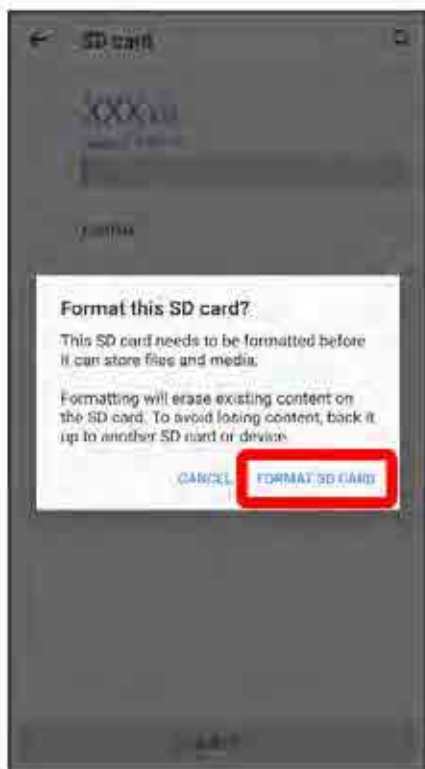 SD card
Format this SD card?
This SD card needs to be formatted before
it can store files and media.
Formatting will erase existing content on
the SD card. To avoid losing content, back it
up to another SD card or device.
CANCEL FORMAT SD CARD